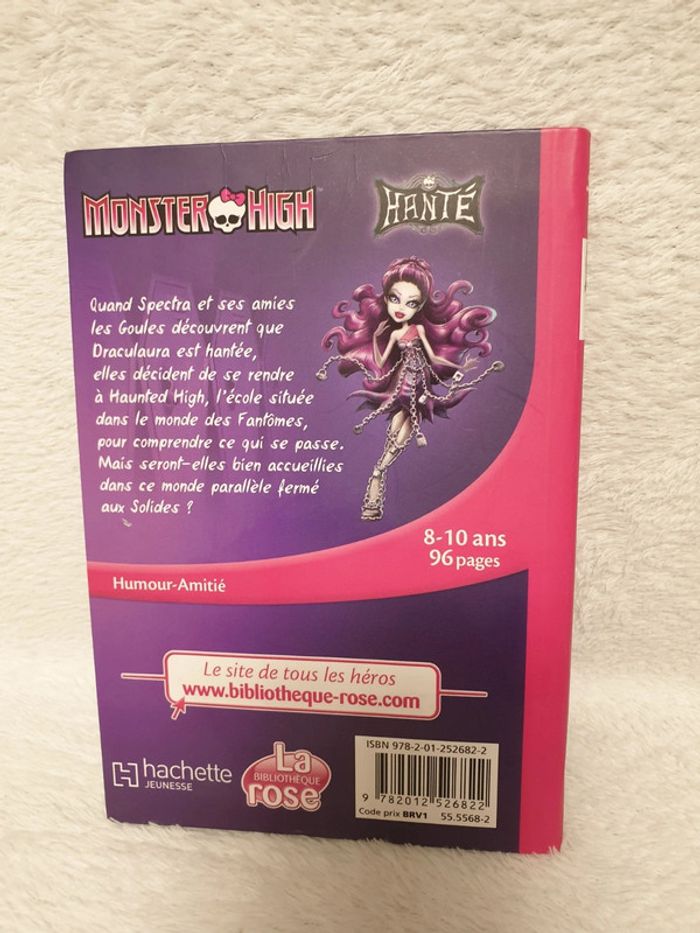 MONSTER HIGH
HANTÉ
Quand Spectra et ses amies
les Goules découvrent que
Draculaura est hantée,
elles décident de se rendre
à Haunted High, l'école située
dans le monde des Fantômes,
pour comprendre ce qui se passe.
Mais seront-elles bien accueillies
dans ce monde parallèle fermé
aux Solides ?
8-10 ans
96 pages
Humour-Amitié
Le site de tous les héros
www.bibliotheque-rose.com
hachette
JEUNESSE
La
BIBLIOTHÈQUE
rose
ISBN 978-2-01-252682-2
9 782012 526822
Code prix BRV1 55.5568-2